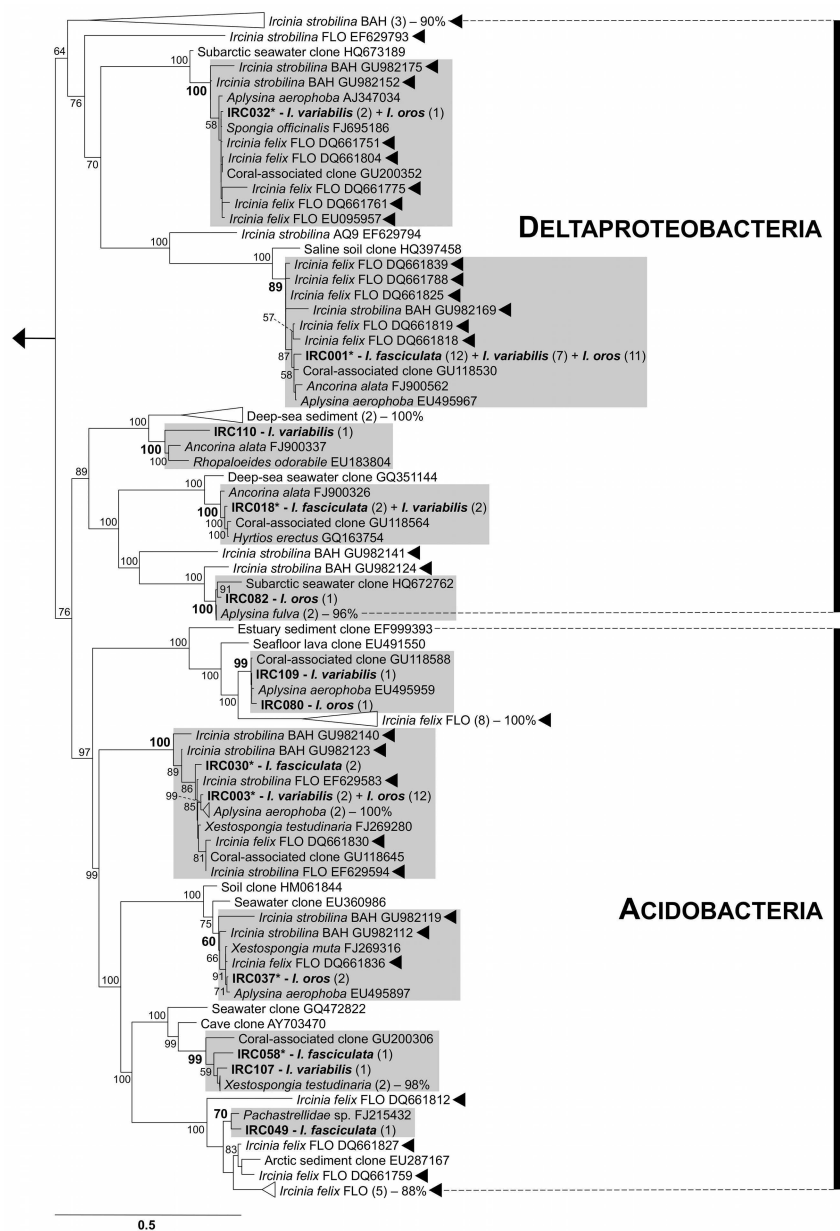 Ircinia strobilina BAH (3) – 90%
Ircinia strobilina FLO EF629793
64
Subarctic seawater clone HQ673189
100
Ircinia strobilina BAH GU982175
76
Ircinia strobilina BAH GU982152
100
Aplysina aerophoba AJ347034
IRC032* - I. variabilis (2) + I. oros (1)
58
Spongia officinalis FJ695186
Ircinia felix FLO DQ661751
70
Ircinia felix FLO DQ661804
Coral-associated clone GU200352
Ircinia felix FLO DQ661775
Ircinia felix FLO DQ661761
Ircinia felix FLO EU095957
DELTAPROTEOBACTERIA
Ircinia strobilina AQ9 EF629794
100
Saline soil clone HQ397458
100
Ircinia felix FLO DQ661839
89
Ircinia felix FLO DQ661788
Ircinia felix FLO DQ661825
Ircinia strobilina BAH GU982169
57
Ircinia felix FLO DQ661819
Ircinia felix FLO DQ661818
87
IRC001* - I. fasciculata (12) + I. variabilis (7) + I. oros (11)
58
Coral-associated clone GU118530
Ancorina alata FJ900562
Aplysina aerophoba EU495967
Deep-sea sediment (2) – 100%
100
IRC110 - I. variabilis (1)
100
Ancorina alata FJ900337
100
Rhopaloeides odorabile EU183804
89
Deep-sea seawater clone GQ351144
100
Ancorina alata FJ900326
100
IRC018* - I. fasciculata (2) + I. variabilis (2)
100
Coral-associated clone GU118564
100
100
Hyrtios erectus GQ163754
Ircinia strobilina BAH GU982141
100
Ircinia strobilina BAH GU982124
100
Subarctic seawater clone HQ672762
91
IRC082 - I. oros (1)
100
Aplysina fulva (2) – 96%
76
Estuary sediment clone EF999393
100
Seafloor lava clone EU491550
99
Coral-associated clone GU118588
100
IRC109 - I. variabilis (1)
Aplysina aerophoba EU495959
100
IRC080 - I. oros (1)
Ircinia felix FLO (8) – 100%
100
Ircinia strobilina BAH GU982140
97
Ircinia strobilina BAH GU982123
89
IRC030* - I. fasciculata (2)
86
Ircinia strobilina FLO EF629583
99
IRC003* - I. variabilis (2) + I. oros (12)
85
Aplysina aerophoba (2) – 100%
Xestospongia testudinaria FJ269280
Ircinia felix FLO DQ661830
81
Coral-associated clone GU118645
99
Ircinia strobilina EF629594
Soil clone HM061844
100
Seawater clone EU360986
ACIDOBACTERIA
75
Ircinia strobilina BAH GU982119
60
Ircinia strobilina BAH GU982112
Xestospongia muta FJ269316
66
Ircinia felix FLO DQ661836
91
IRC037* - I. oros (2)
100
71
Aplysina aerophoba EU495897
Seawater clone GQ472822
100
Cave clone AY703470
99
Coral-associated clone GU200306
99
IRC058* - I. fasciculata (1)
100
59
IRC107 - I. variabilis (1)
Xestospongia testudinaria (2) – 98%
Ircinia felix FLO DQ661812
70
Pachastrellidae sp. FJ215432
100
IRC049 - I. fasciculata (1)
83
Ircinia felix FLO DQ661827
Arctic sediment clone EU287167
Ircinia felix FLO DQ661759
Ircinia felix FLO (5) – 88%
0.5